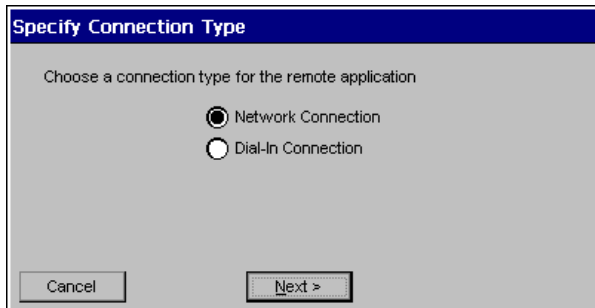 Specify Connection Type
Choose a connection type for the remote application
Network Connection
Dial-In Connection
Cancel
Next >